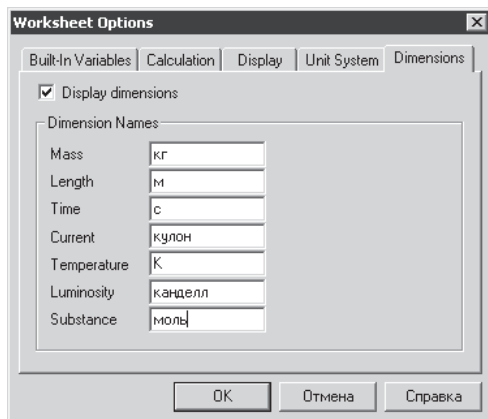 Worksheet Options
Built-In Variables Calculation Display Unit System Dimensions
Display dimensions
Dimension Names
Mass кг
Length м
Time с
Current кулон
Temperature К
Luminosity канделл
Substance моль
OK Отмена Справка